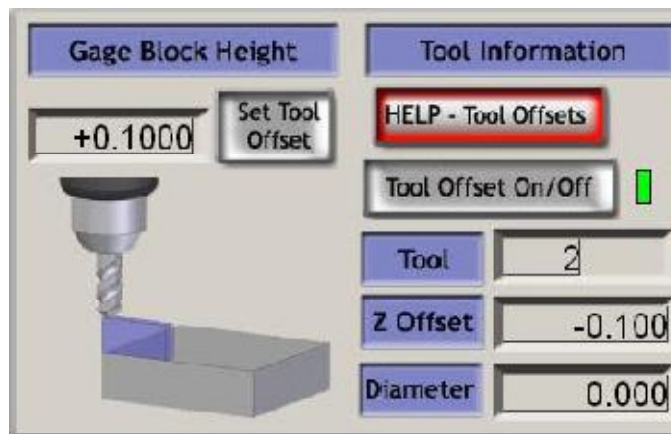 Gage Block Height
Tool Information
+0.1000
Set Tool
Offset
HELP - Tool Offsets
Tool Offset On/Off
Tool
2
Z Offset
-0.100
Diameter
0.000